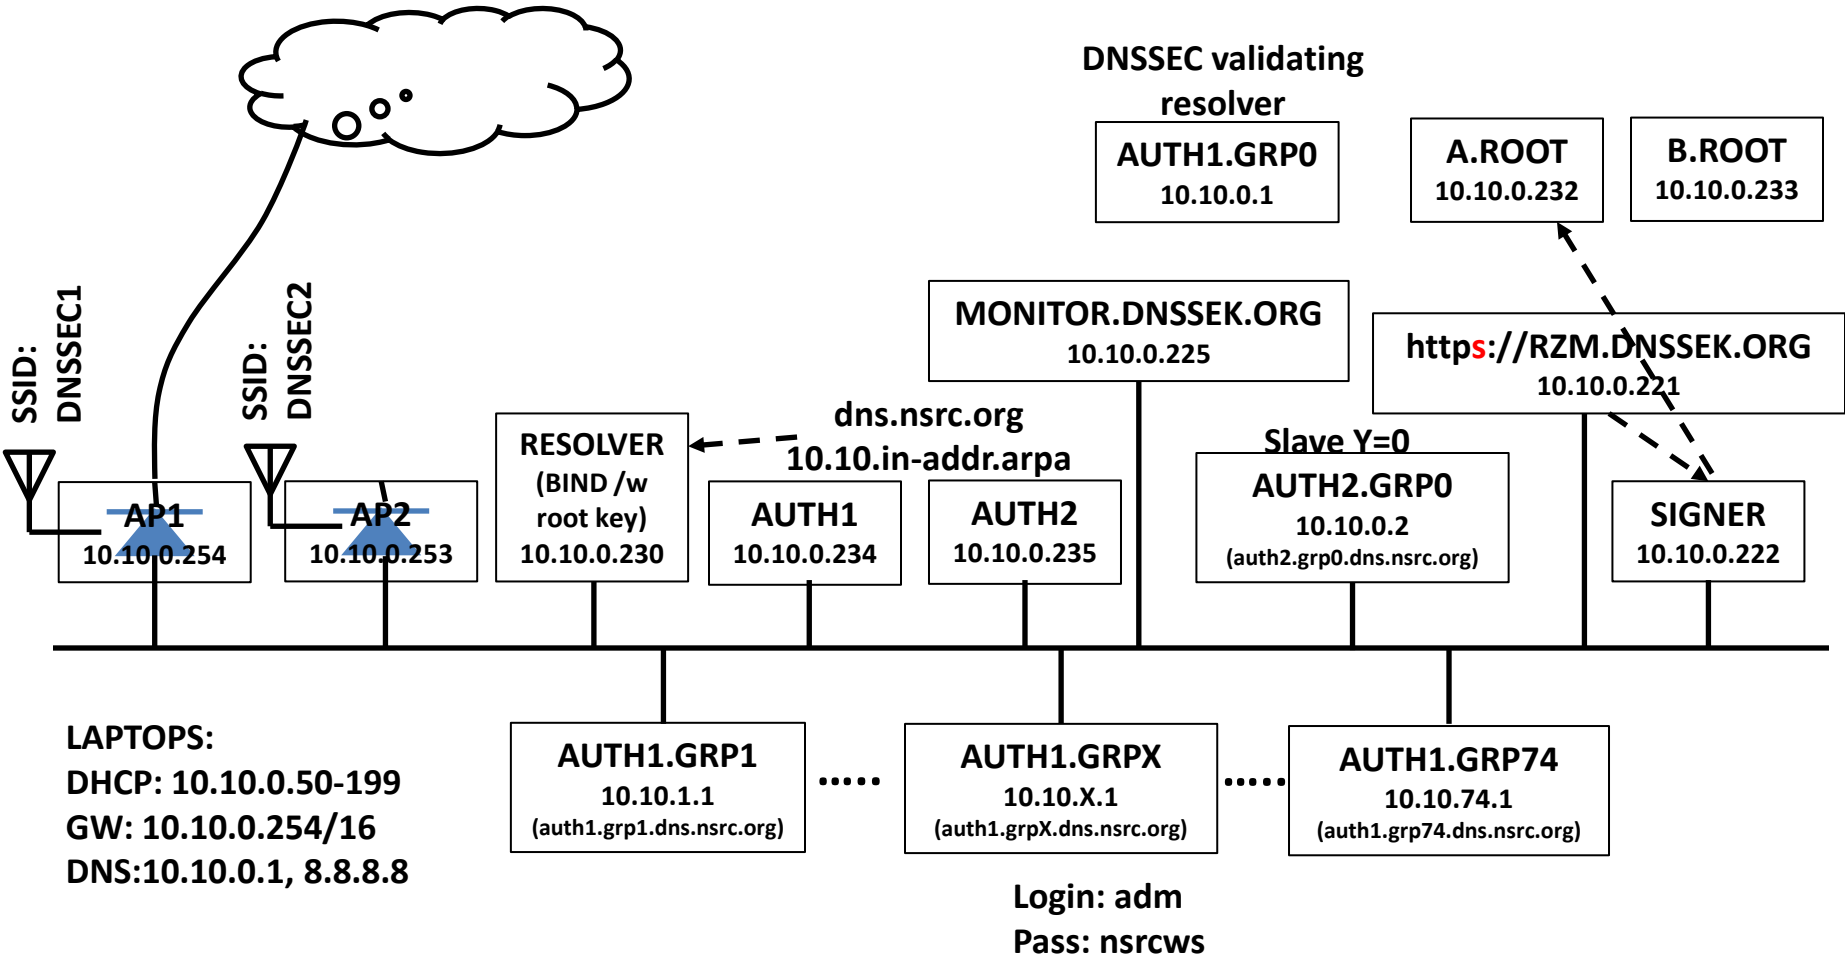 DNSSEC validating
resolver
AUTH1.GRP0
10.10.0.1
A.ROOT
10.10.0.232
B.ROOT
10.10.0.233
SSID:
DNSSEC1
SSID:
DNSSEC2
MONITOR.DNSSEK.ORG
10.10.0.225
https://RZM.DNSSEK.ORG
10.10.0.221
dns.nsrc.org
10.10.in-addr.arpa
RESOLVER
(BIND /w
root key)
10.10.0.230
Slave Y=0
AUTH2.GRP0
10.10.0.2
(auth2.grp0.dns.nsrc.org)
AP1
10.10.0.254
AP2
10.10.0.253
AUTH1
10.10.0.234
AUTH2
10.10.0.235
SIGNER
10.10.0.222
LAPTOPS:
DHCP: 10.10.0.50-199
GW: 10.10.0.254/16
DNS:10.10.0.1, 8.8.8.8
AUTH1.GRP1
10.10.1.1
(auth1.grp1.dns.nsrc.org)
.....
AUTH1.GRPX
10.10.X.1
(auth1.grpX.dns.nsrc.org)
.....
AUTH1.GRP74
10.10.74.1
(auth1.grp74.dns.nsrc.org)
Login: adm
Pass: nsrcws